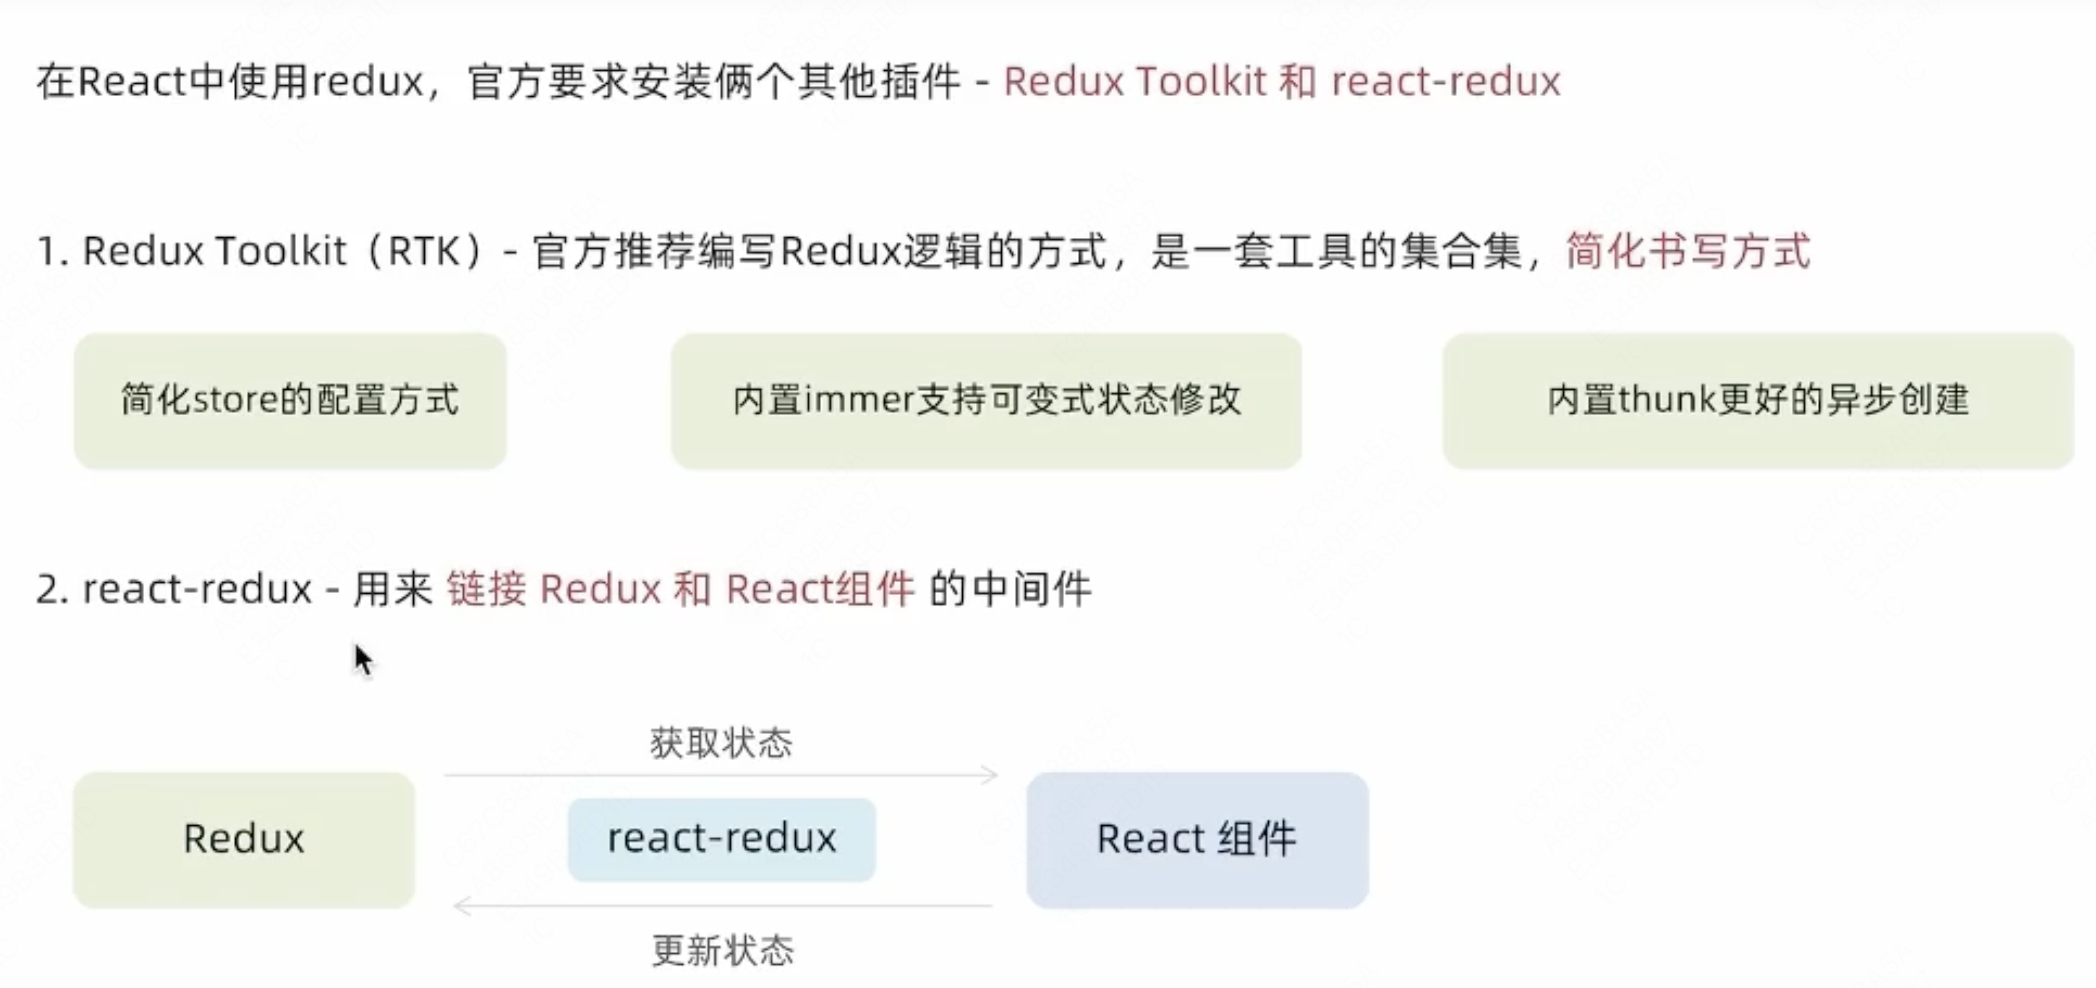 在React中使用redux，官方要求安装俩个其他插件 - Redux Toolkit 和 react-redux
1. Redux Toolkit（RTK）- 官方推荐编写Redux逻辑的方式，是一套工具的集合集，简化书写方式
简化store的配置方式
内置immer支持可变式状态修改
内置thunk更好的异步创建
2. react-redux - 用来 链接 Redux 和 React组件 的中间件
获取状态
Redux
react-redux
React 组件
更新状态